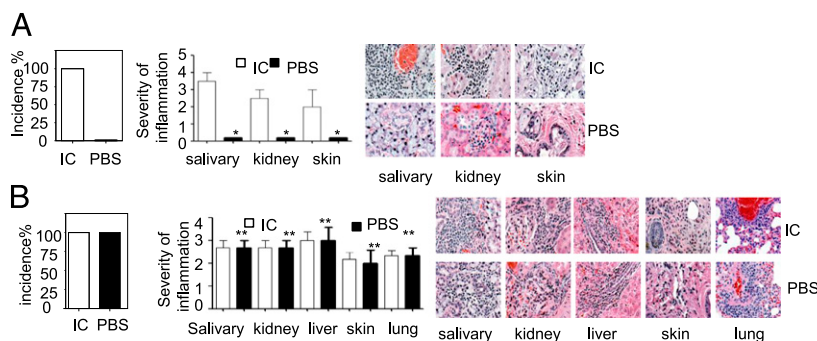 A
Incidence %
100
75
50
25
0
IC PBS
Severity of
inflammation
5
4
3
2
1
0
IC PBS
* * *
salivary kidney skin
IC
PBS
salivary kidney skin
B
incidence%
100
75
50
25
0
IC PBS
Severity of
inflammation
4
3
2
1
0
IC PBS
** ** ** ** **
Salivary kidney liver skin lung
IC
PBS
salivary kidney liver skin lung